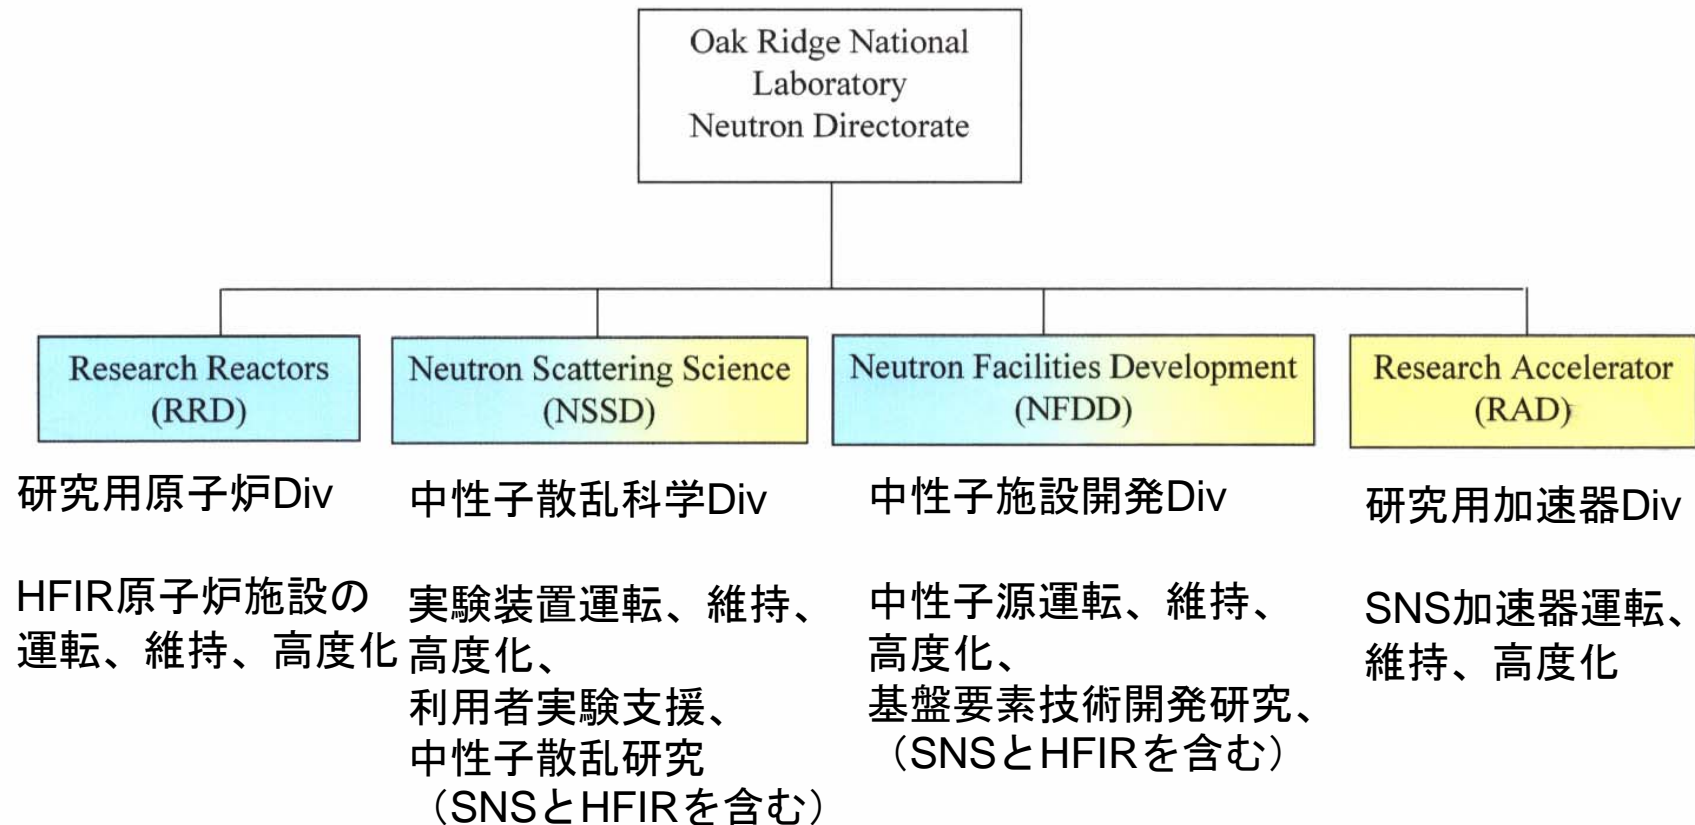 Oak Ridge National
Laboratory
Neutron Directorate
Research Reactors
(RRD)
Neutron Scattering Science
(NSSD)
Neutron Facilities Development
(NFDD)
Research Accelerator
(RAD)
研究用原子炉Div
HFIR原子炉施設の
運転、維持、高度化
中性子散乱科学Div
実験装置運転、維持、
高度化、
利用者実験支援、
中性子散乱研究
（SNSとHFIRを含む）
中性子施設開発Div
中性子源運転、維持、
高度化、
基盤要素技術開発研究、
（SNSとHFIRを含む）
研究用加速器Div
SNS加速器運転、
維持、高度化